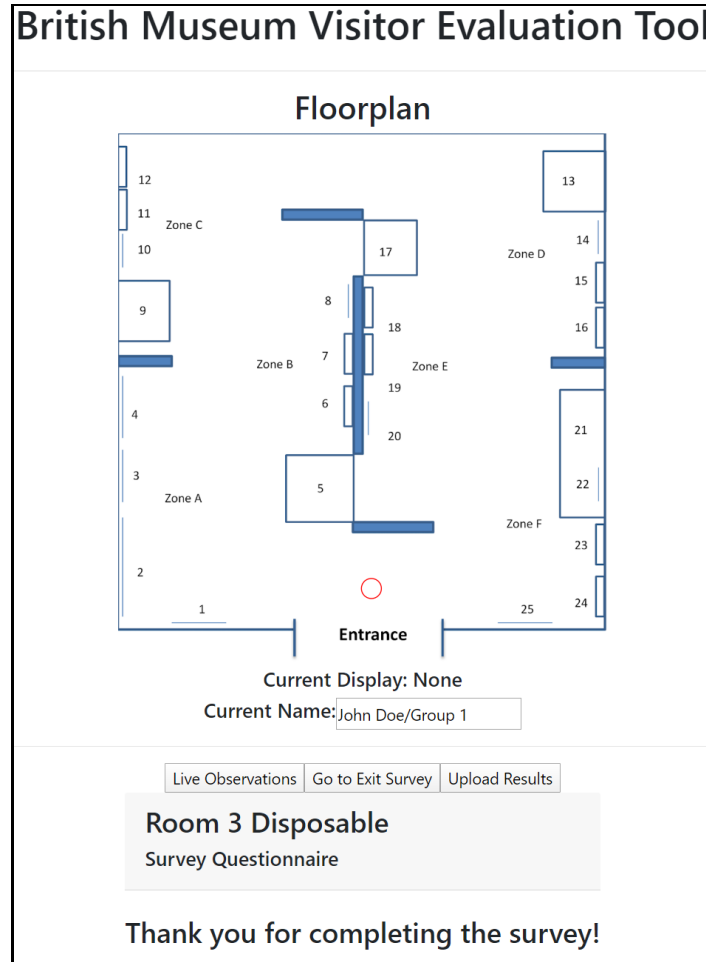 British Museum Visitor Evaluation Tool
Floorplan
12
13
11
Zone C
14
10
17
Zone D
15
8
9
18
16
7
Zone B
Zone E
19
6
4
20
21
3
5
22
Zone A
Zone F
23
2
24
1
25
Entrance
Current Display: None
Current Name: John Doe/Group 1
Live Observations Go to Exit Survey Upload Results
Room 3 Disposable
Survey Questionnaire
Thank you for completing the survey!